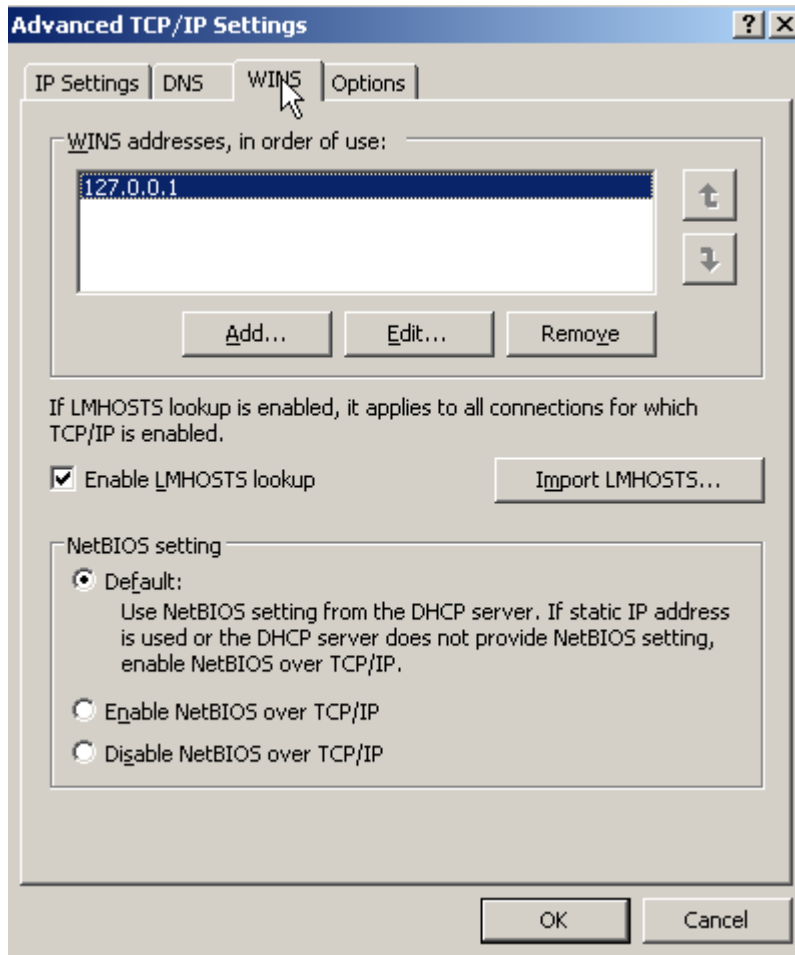 Advanced TCP/IP Settings
IP Settings DNS WINS Options
WINS addresses, in order of use:
127.0.0.1
Add... Edit... Remove
If LMHOSTS lookup is enabled, it applies to all connections for which
TCP/IP is enabled.
Enable LMHOSTS lookup Import LMHOSTS...
NetBIOS setting
Default:
Use NetBIOS setting from the DHCP server. If static IP address
is used or the DHCP server does not provide NetBIOS setting,
enable NetBIOS over TCP/IP.
Enable NetBIOS over TCP/IP
Disable NetBIOS over TCP/IP
OK Cancel